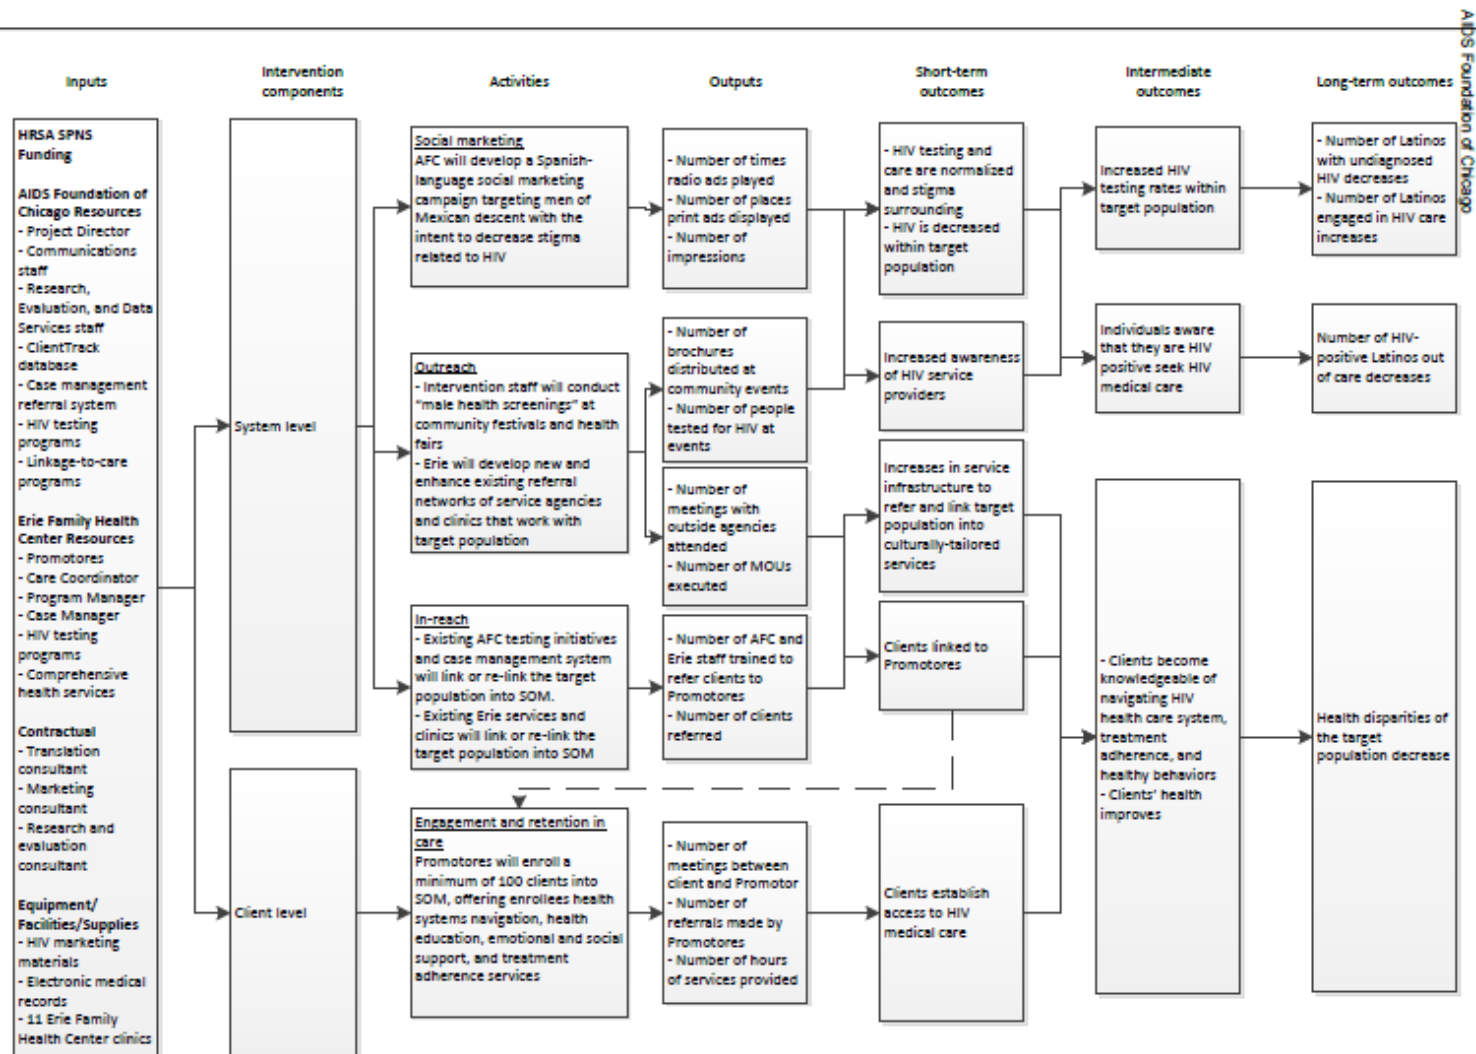 AIDS Foundation of Chicago
Inputs
Intervention
components
Activities
Outputs
Short-term
outcomes
Intermediate
outcomes
Long-term outcomes
HRSA SPNS
Funding
AIDS Foundation of
Chicago Resources
- Project Director
- Communications
staff
- Research,
Evaluation, and Data
Services staff
- ClientTrack
database
- Case management
referral system
- HIV testing
programs
- Linkage-to-care
programs
Erie Family Health
Center Resources
- Promotores
- Care Coordinator
- Program Manager
- Case Manager
- HIV testing
programs
- Comprehensive
health services
Contractual
- Translation
consultant
- Marketing
consultant
- Research and
evaluation
consultant
Equipment/
Facilities/Supplies
- HIV marketing
materials
- Electronic medical
records
- 11 Erie Family
Health Center clinics
System level
Client level
Social marketing
AFC will develop a Spanish-
language social marketing
campaign targeting men of
Mexican descent with the
intent to decrease stigma
related to HIV
Outreach
- Intervention staff will conduct
"male health screenings" at
community festivals and health
fairs
- Erie will develop new and
enhance existing referral
networks of service agencies
and clinics that work with
target population
In-reach
- Existing AFC testing initiatives
and case management system
will link or re-link the target
population into SOM.
- Existing Erie services and
clinics will link or re-link the
target population into SOM
Engagement and retention in
care
Promotores will enroll a
minimum of 100 clients into
SOM, offering enrollees health
systems navigation, health
education, emotional and social
support, and treatment
adherence services
- Number of times
radio ads played
- Number of places
print ads displayed
- Number of
impressions
- Number of
brochures
distributed at
community events
- Number of people
tested for HIV at
events
- Number of
meetings with
outside agencies
attended
- Number of MOUs
executed
- Number of AFC and
Erie staff trained to
refer clients to
Promotores
- Number of clients
referred
- Number of
meetings between
client and Promotor
- Number of
referrals made by
Promotores
- Number of hours
of services provided
- HIV testing and
care are normalized
and stigma
surrounding
- HIV is decreased
within target
population
Increased awareness
of HIV service
providers
Increases in service
infrastructure to
refer and link target
population into
culturally-tailored
services
Clients linked to
Promotores
Clients establish
access to HIV
medical care
Increased HIV
testing rates within
target population
Individuals aware
that they are HIV
positive seek HIV
medical care
- Clients become
knowledgeable of
navigating HIV
health care system,
treatment
adherence, and
healthy behaviors
- Clients' health
improves
- Number of Latinos
with undiagnosed
HIV decreases
- Number of Latinos
engaged in HIV care
increases
Number of HIV-
positive Latinos out
of care decreases
Health disparities of
the target
population decrease